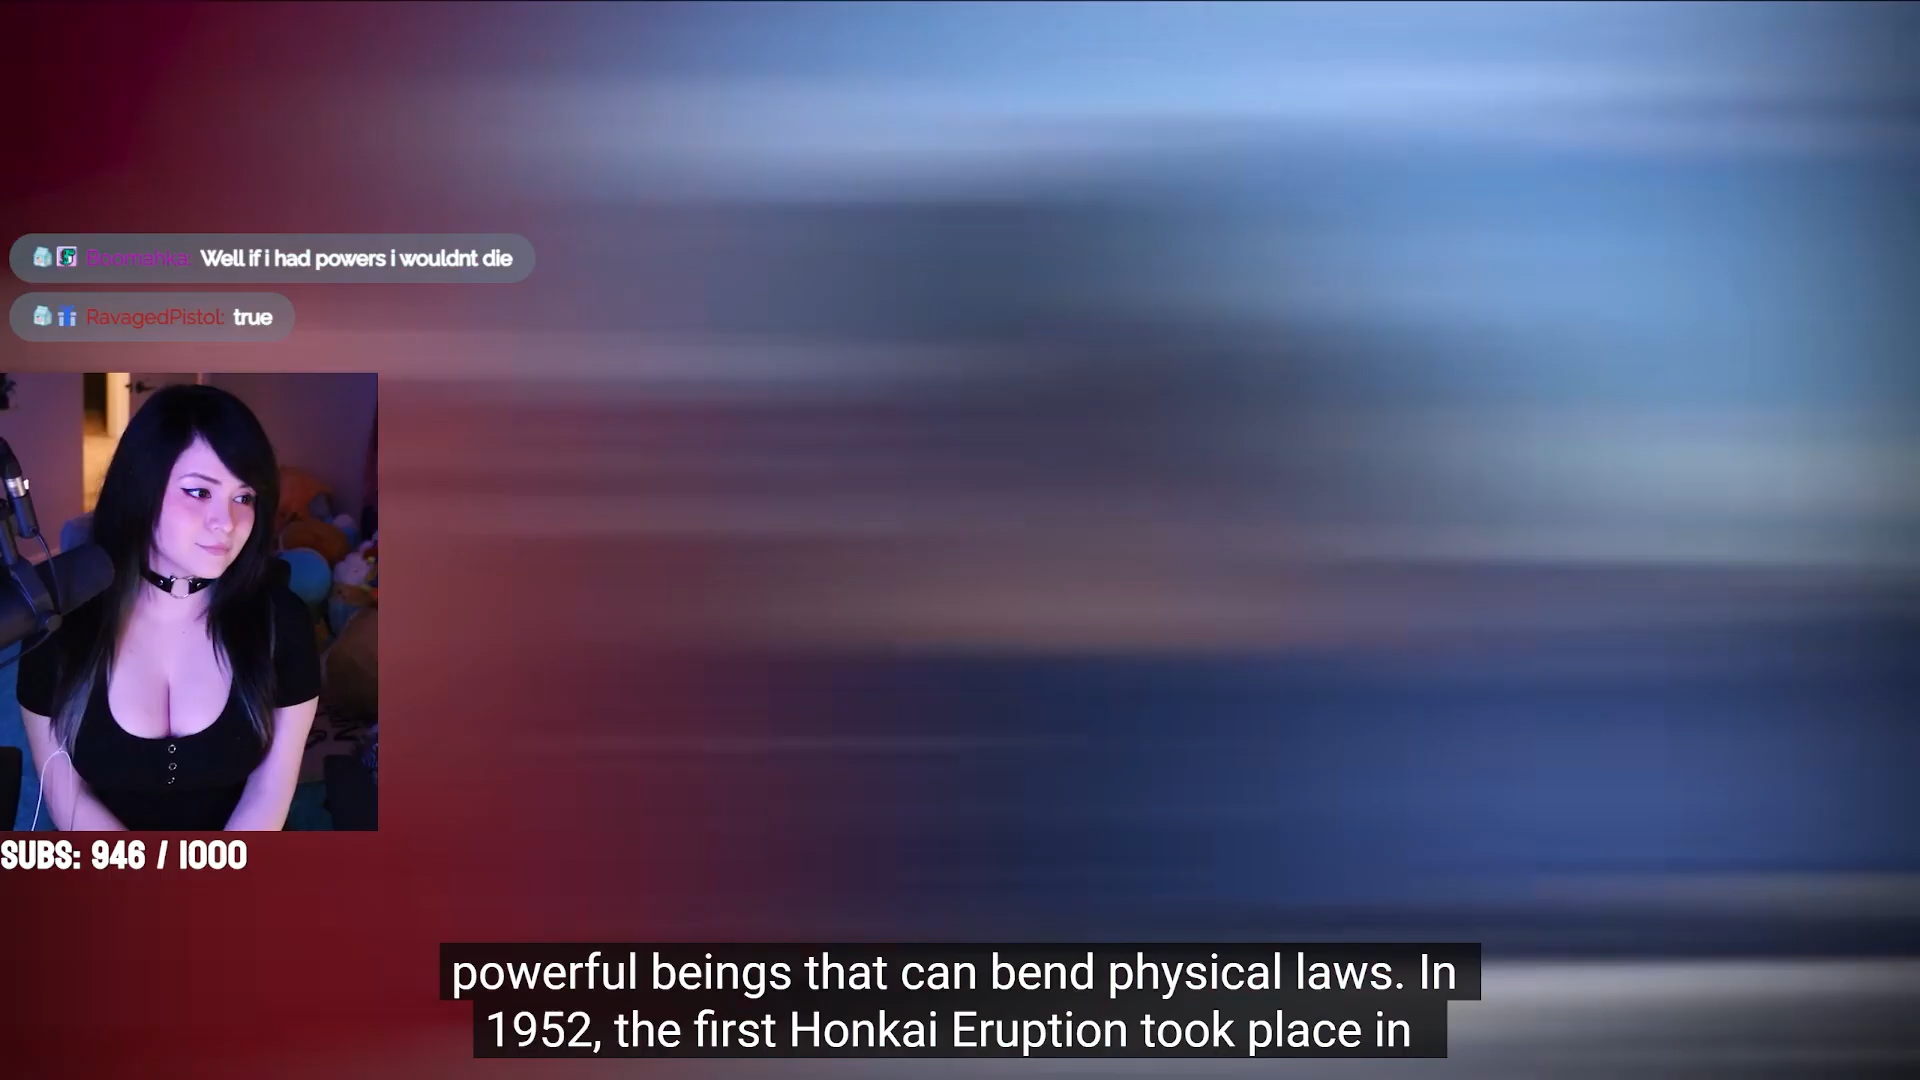 Boomahka: Well if i had powers i wouldnt die
RavagedPistol: true
SUBS: 946 / 1000
powerful beings that can bend physical laws. In
1952, the first Honkai Eruption took place in